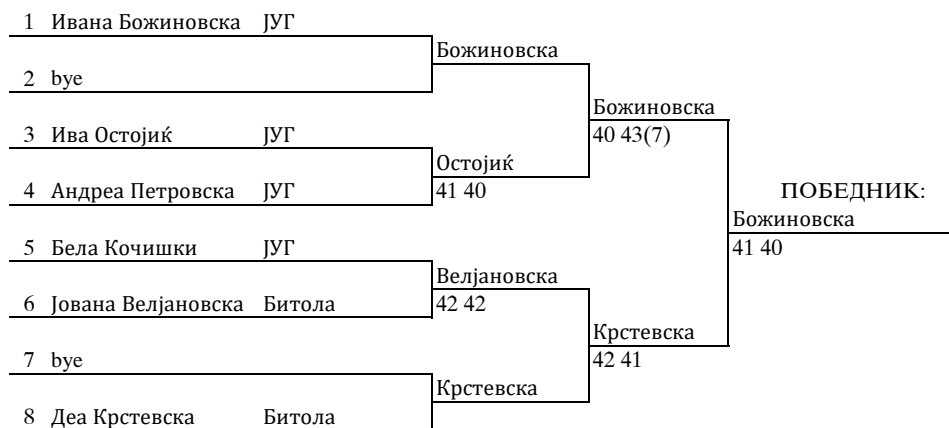 1 Ивана Божиновска ЈУГ
Божиновска
2 bye
Божиновска
3 Ива Остојиќ ЈУГ
40 43(7)
Остојиќ
4 Андреа Петровска ЈУГ
41 40
ПОБЕДНИК:
Божиновска
5 Бела Кочишки ЈУГ
41 40
Велјановска
6 Јована Велјановска Битола
42 42
Крстевска
7 bye
42 41
Крстевска
8 Деа Крстевска Битола